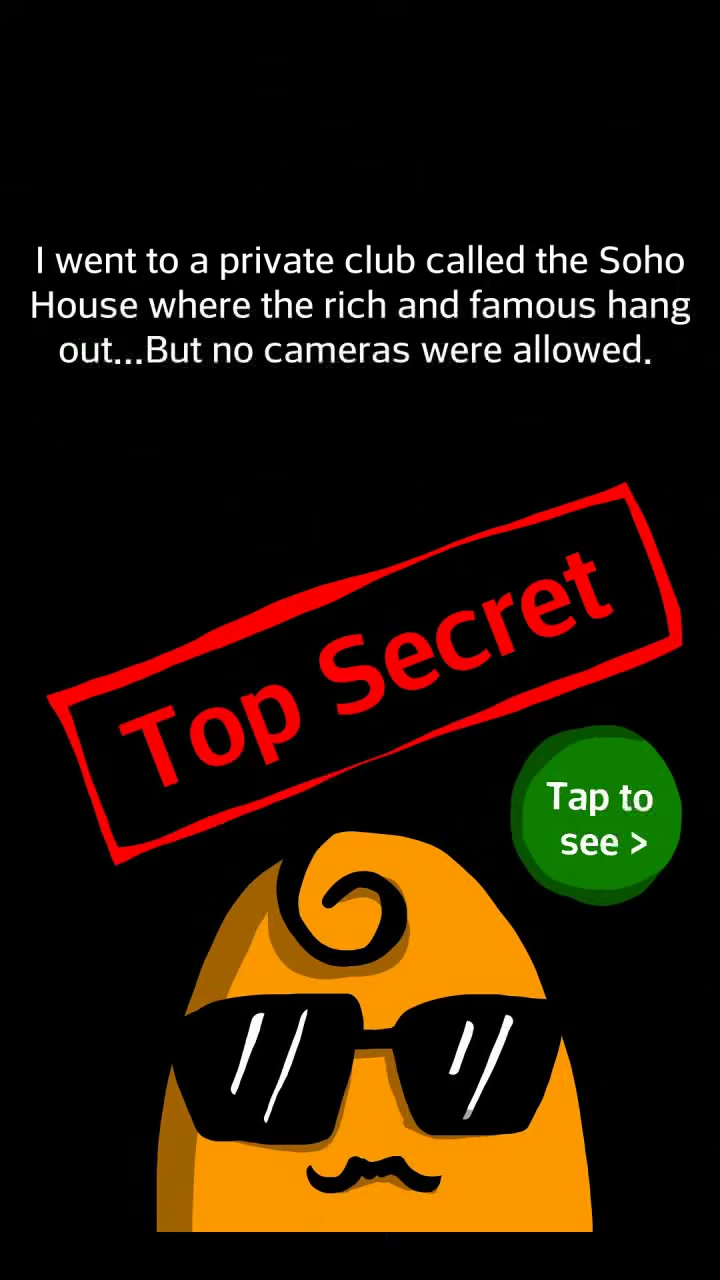 I went to a private club called the Soho
House where the rich and famous hang
out...But no cameras were allowed.
Top Secret
Tap to
see >